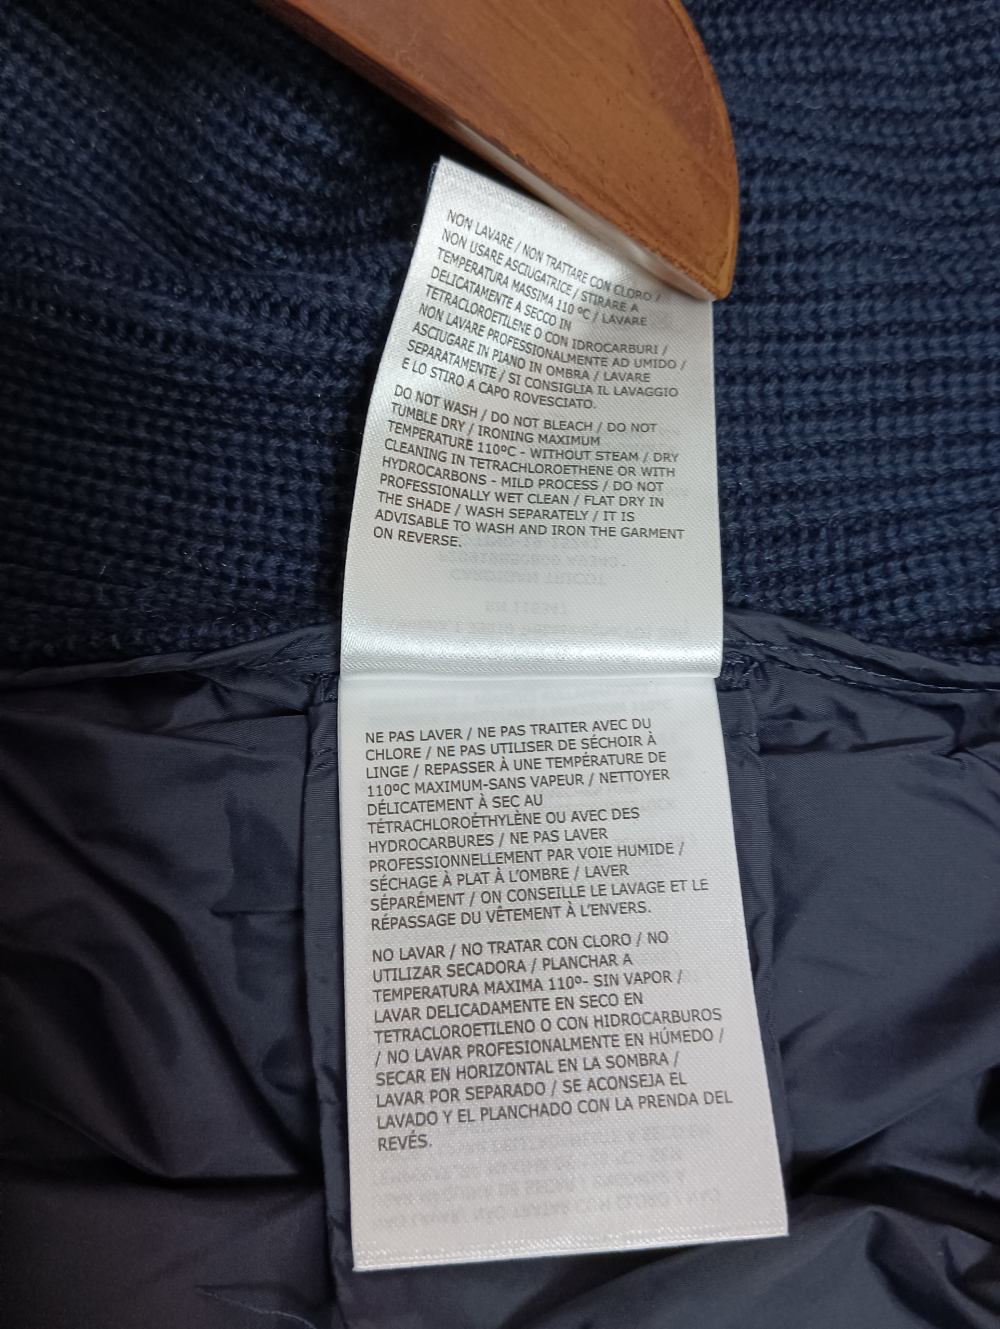 NON LAVARE / NON TRATTARE CON CLORO /
NON USARE ASCIUGATRICE / STIRARE A
TEMPERATURA MASSIMA 110 ºC / LAVARE
DELICATAMENTE A SECCO IN
TETRACLOROETILENE O CON IDROCARBURI /
NON LAVARE PROFESSIONALMENTE AD UMIDO /
ASCIUGARE IN PIANO IN OMBRA / LAVARE
SEPARATAMENTE / SI CONSIGLIA IL LAVAGGIO
E LO STIRO A CAPO ROVESCIATO.
DO NOT WASH / DO NOT BLEACH / DO NOT
TUMBLE DRY / IRONING MAXIMUM
TEMPERATURE 110ºC - WITHOUT STEAM / DRY
CLEANING IN TETRACHLOROETHENE OR WITH
HYDROCARBONS - MILD PROCESS / DO NOT
PROFESSIONALLY WET CLEAN / FLAT DRY IN
THE SHADE / WASH SEPARATELY / IT IS
ADVISABLE TO WASH AND IRON THE GARMENT
ON REVERSE.
NE PAS LAVER / NE PAS TRAITER AVEC DU
CHLORE / NE PAS UTILISER DE SÉCHOIR À
LINGE / REPASSER À UNE TEMPÉRATURE DE
110ºC MAXIMUM-SANS VAPEUR / NETTOYER
DÉLICATEMENT À SEC AU
TÉTRACHLOROÉTHYLÈNE OU AVEC DES
HYDROCARBURES / NE PAS LAVER
PROFESSIONNELLEMENT PAR VOIE HUMIDE /
SÉCHAGE À PLAT À L'OMBRE / LAVER
SÉPARÉMENT / ON CONSEILLE LE LAVAGE ET LE
RÉPASSAGE DU VÊTEMENT À L'ENVERS.
NO LAVAR / NO TRATAR CON CLORO / NO
UTILIZAR SECADORA / PLANCHAR A
TEMPERATURA MAXIMA 110º- SIN VAPOR /
LAVAR DELICADAMENTE EN SECO EN
TETRACLOROETILENO O CON HIDROCARBUROS
/ NO LAVAR PROFESIONALMENTE EN HÚMEDO /
SECAR EN HORIZONTAL EN LA SOMBRA /
LAVAR POR SEPARADO / SE ACONSEJA EL
LAVADO Y EL PLANCHADO CON LA PRENDA DEL
REVÉS.